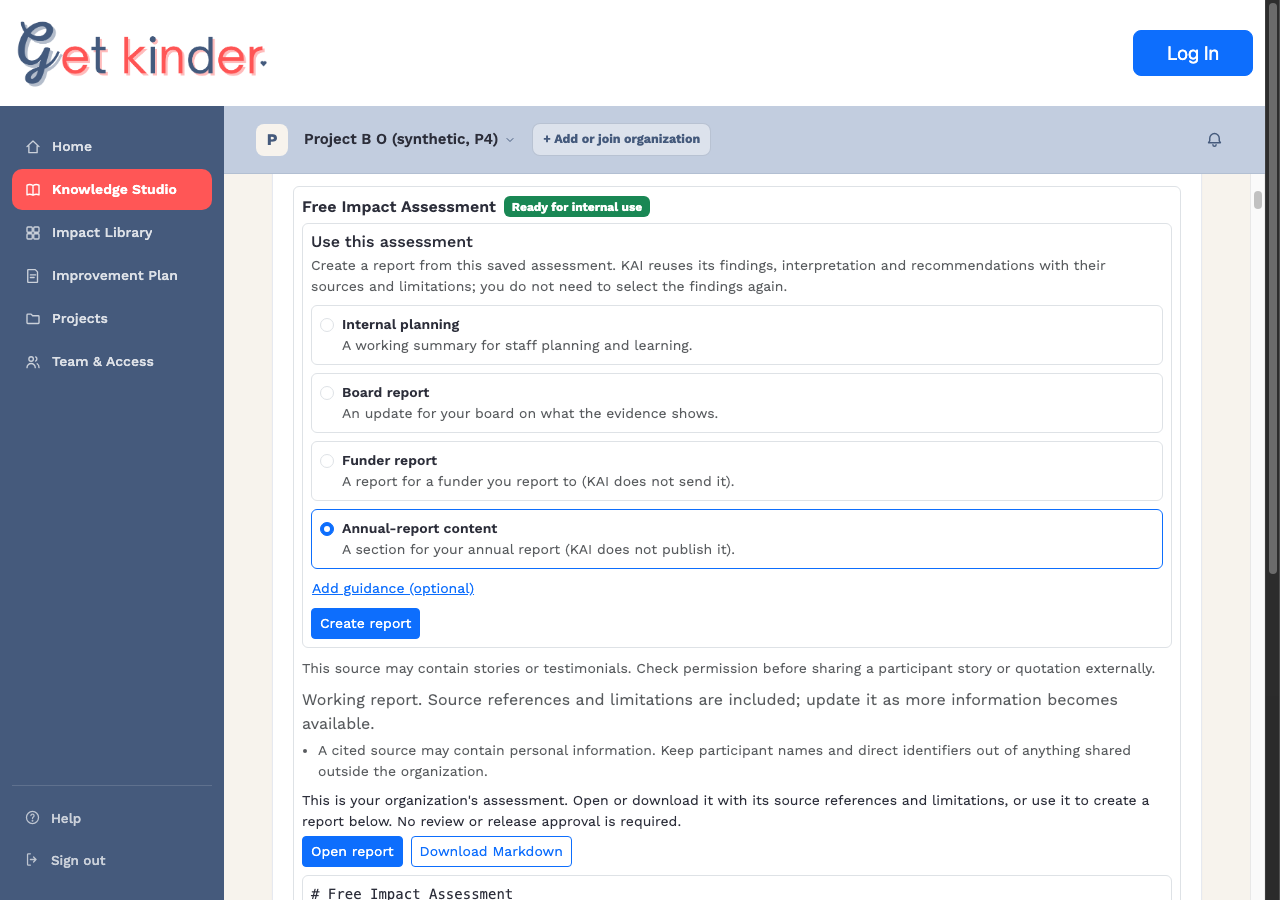 Get kinder
Log In
Home
Knowledge Studio
Impact Library
Improvement Plan
Projects
Team & Access
Help
Sign out
P
Project B O (synthetic, P4)
+ Add or join organization
Free Impact Assessment
Ready for internal use
Use this assessment
Create a report from this saved assessment. KAI reuses its findings, interpretation and recommendations with their
sources and limitations; you do not need to select the findings again.
Internal planning
A working summary for staff planning and learning.
Board report
An update for your board on what the evidence shows.
Funder report
A report for a funder you report to (KAI does not send it).
Annual-report content
A section for your annual report (KAI does not publish it).
Add guidance (optional)
Create report
This source may contain stories or testimonials. Check permission before sharing a participant story or quotation externally.
Working report. Source references and limitations are included; update it as more information becomes
available.
• A cited source may contain personal information. Keep participant names and direct identifiers out of anything shared
outside the organization.
This is your organization's assessment. Open or download it with its source references and limitations, or use it to create a
report below. No review or release approval is required.
Open report
Download Markdown
# Free Impact Assessment